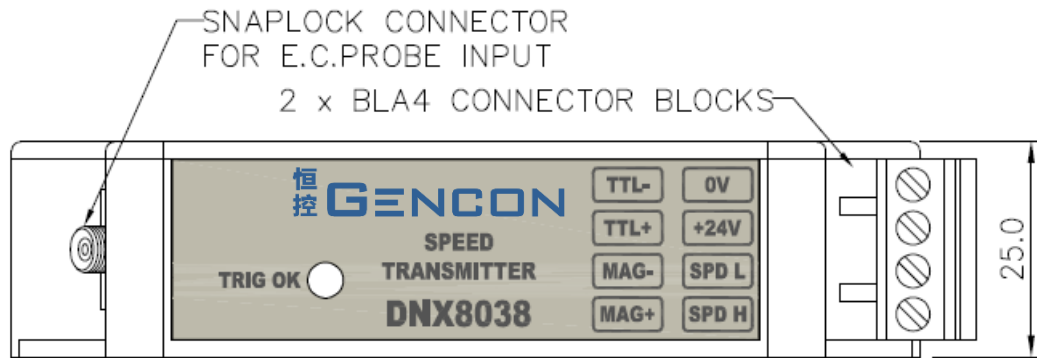 SNAPLOCK CONNECTOR
FOR E.C.PROBE INPUT
2 x BLA4 CONNECTOR BLOCKS
恒控 GENCON
SPEED
TRANSMITTER
DNX8038
TRIG OK
TTL- 0V
TTL+ +24V
MAG- SPD L
MAG+ SPD H
25.0